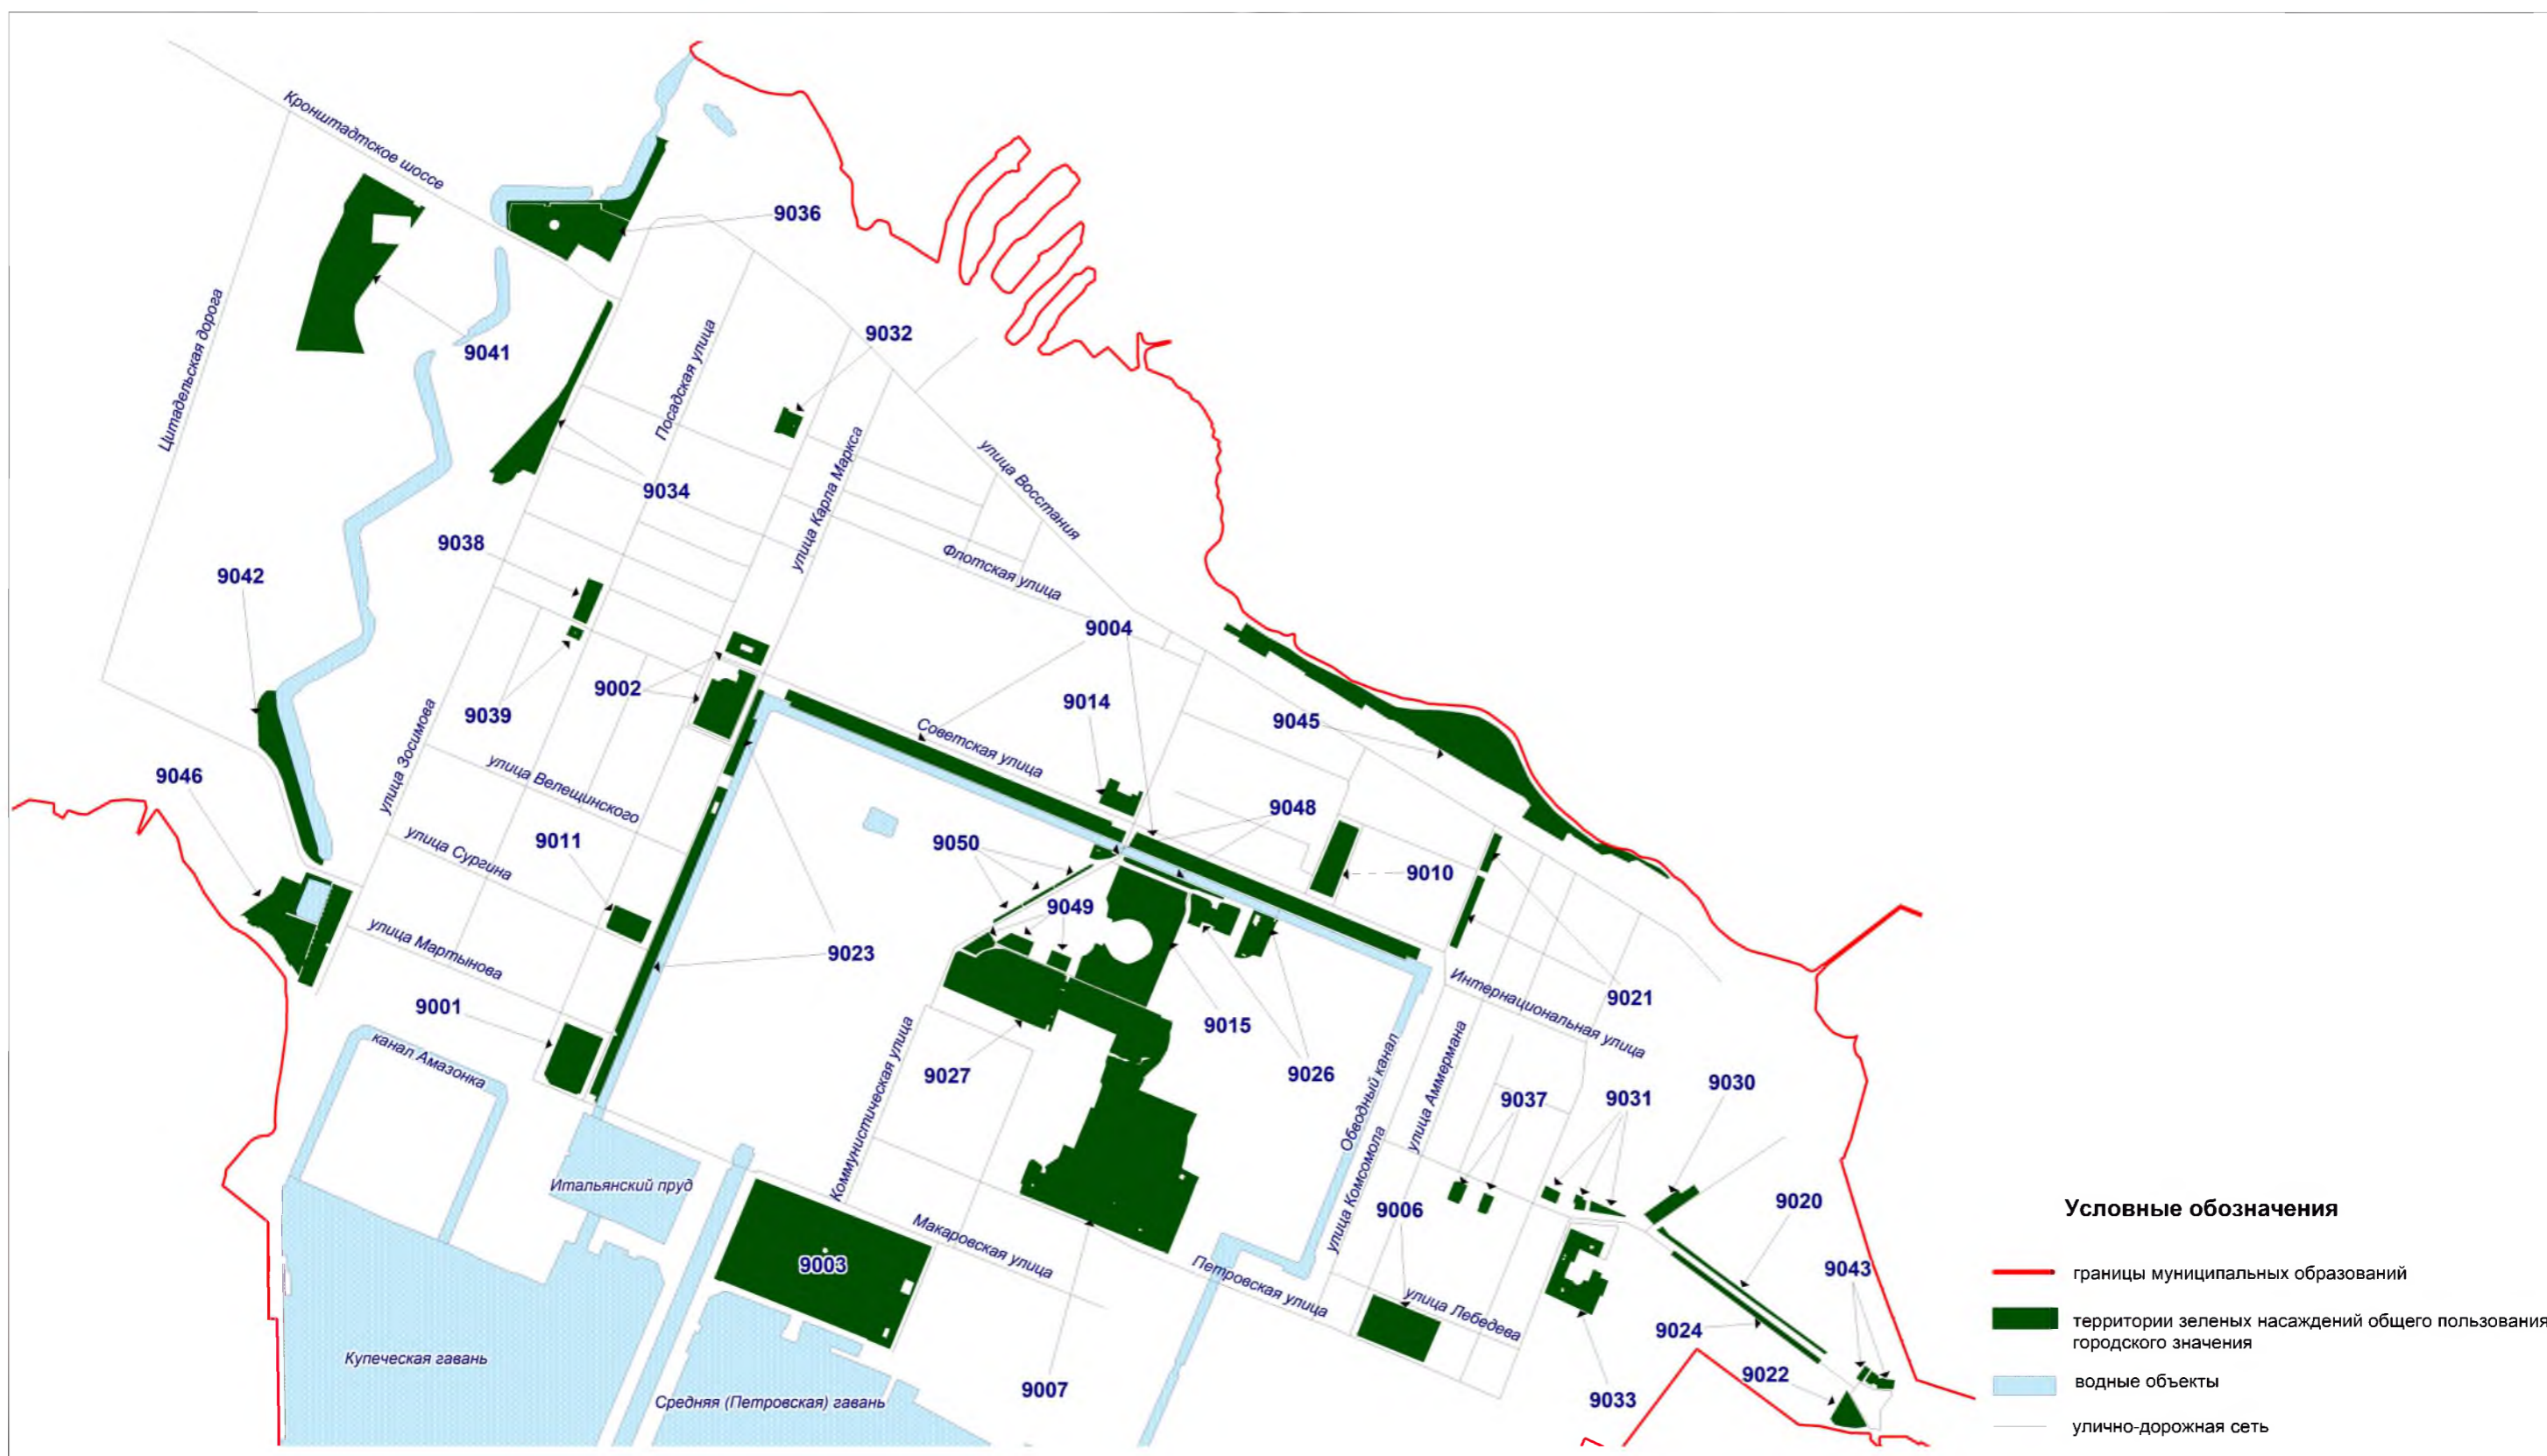 Кронштадтское шоссе
9036
9032
Цитадельская дорога
9041
Посадская улица
улица Карла Маркса
улица Восстания
9034
9038
9042
Флотская улица
9004
9002
9039
9014
9045
улица Зосимова
Советская улица
9046
улица Велещинского
9048
улица Сургина
9011
9050
9010
9049
улица Мартынова
9023
9001
9021
Интернациональная улица
9015
канал Амазонка
9027
9026
Коммунистическая улица
Обводный канал
улица Аммермана
9037
9031
9030
Итальянский пруд
улица Комсомола
9006
9020
Макаровская улица
9003
Петровская улица
9043
улица Лебедева
9024
Купеческая гавань
9022
9007
9033
Средняя (Петровская) гавань
Условные обозначения
границы муниципальных образований
территории зеленых насаждений общего пользования
городского значения
водные объекты
улично-дорожная сеть